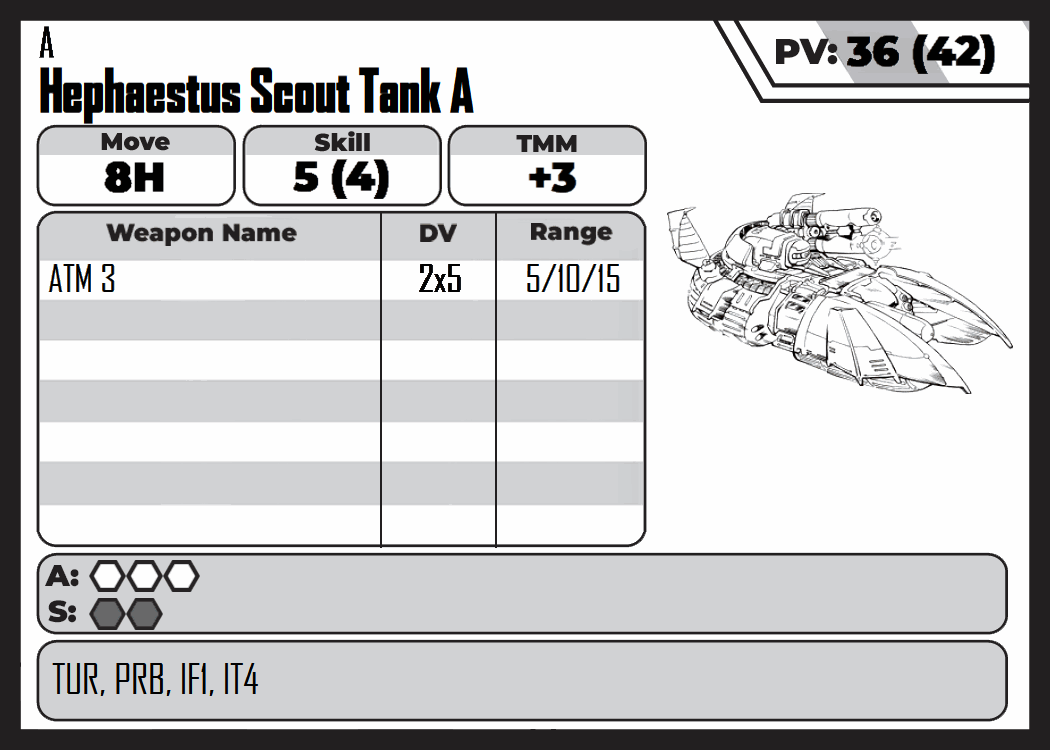 A
Hephaestus Scout Tank A
PV: 36 (42)
Move Skill TMM
8H 5 (4) +3
Weapon Name DV Range
ATM 3 2x5 5/10/15
A:
S:
TUR, PRB, IF1, IT4